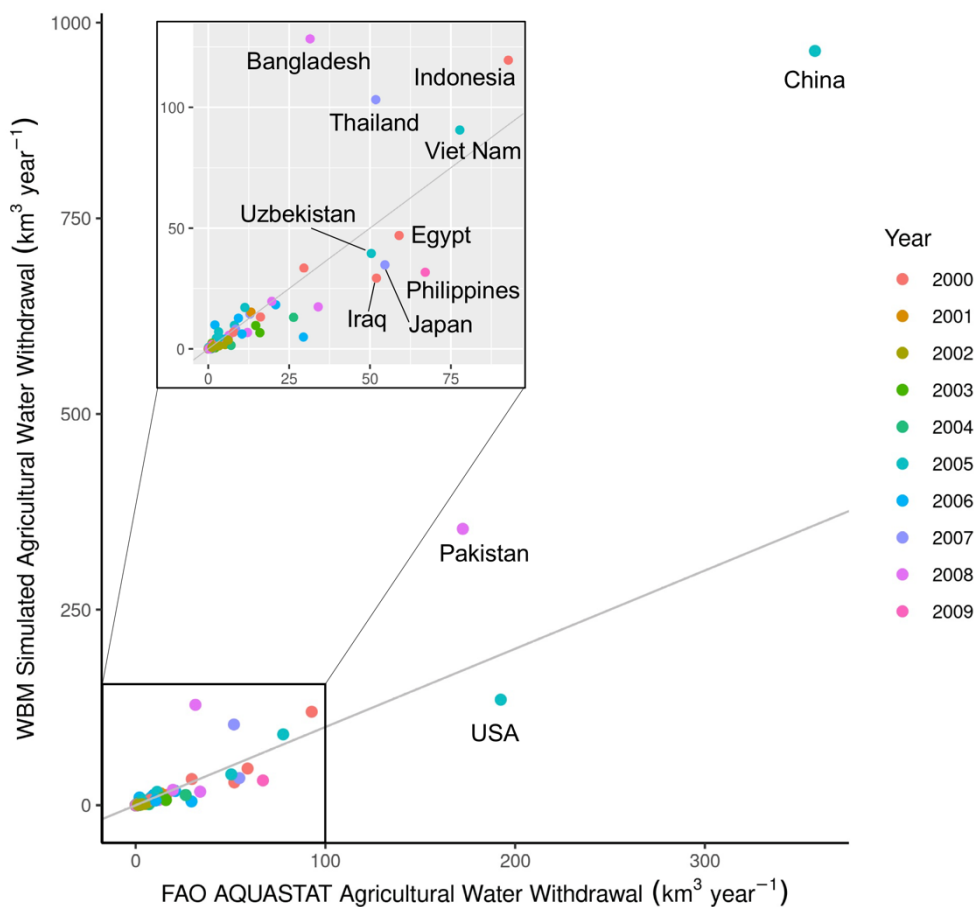 WBM Simulated Agricultural Water Withdrawal (km³ year⁻¹)
1000
750
500
250
0
100
50
0
0
25
50
75
Bangladesh
Indonesia
Thailand
Viet Nam
Uzbekistan
Egypt
Philippines
Iraq
Japan
China
Pakistan
USA
0
100
200
300
FAO AQUASTAT Agricultural Water Withdrawal (km³ year⁻¹)
Year
2000
2001
2002
2003
2004
2005
2006
2007
2008
2009